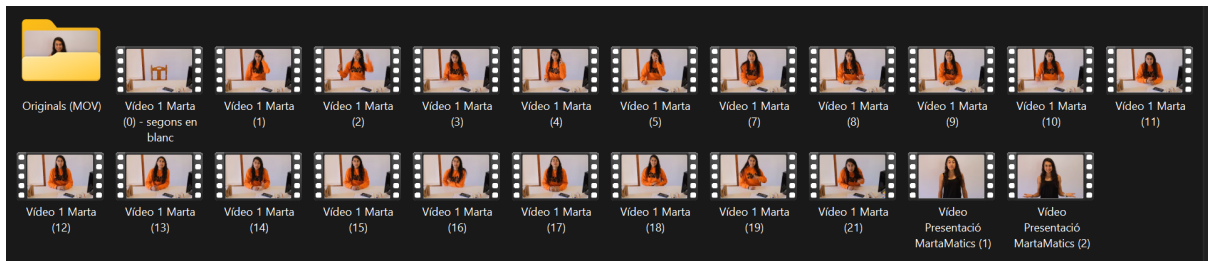 Originals (MOV)
Vídeo 1 Marta
(0) - segons en
blanc
Vídeo 1 Marta
(1)
Vídeo 1 Marta
(2)
Vídeo 1 Marta
(3)
Vídeo 1 Marta
(4)
Vídeo 1 Marta
(5)
Vídeo 1 Marta
(7)
Vídeo 1 Marta
(8)
Vídeo 1 Marta
(9)
Vídeo 1 Marta
(10)
Vídeo 1 Marta
(11)
Vídeo 1 Marta
(12)
Vídeo 1 Marta
(13)
Vídeo 1 Marta
(14)
Vídeo 1 Marta
(15)
Vídeo 1 Marta
(16)
Vídeo 1 Marta
(17)
Vídeo 1 Marta
(18)
Vídeo 1 Marta
(19)
Vídeo 1 Marta
(21)
Vídeo
Presentació
MartaMatics (1)
Vídeo
Presentació
MartaMatics (2)